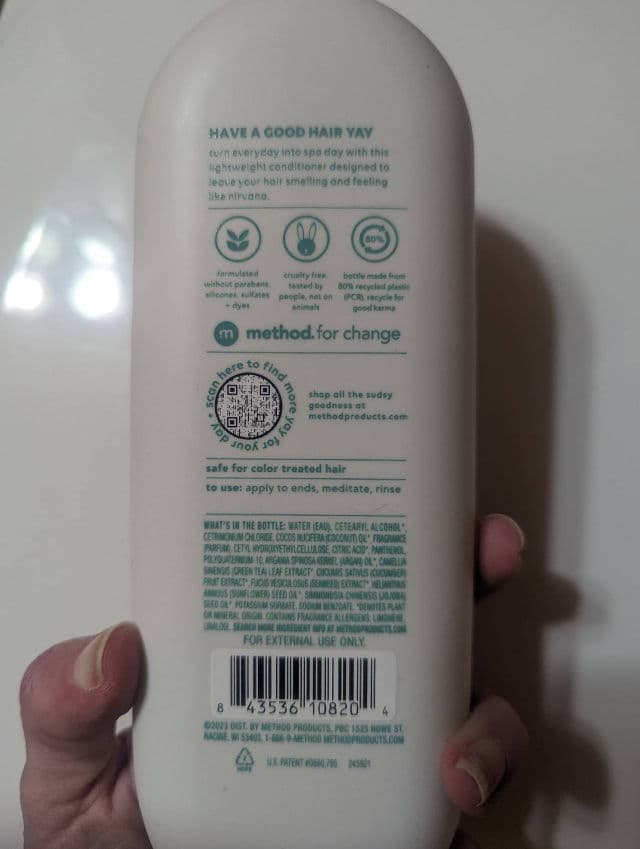 HAVE A GOOD HAIR YAY
turn everyday into spa day with this
lightweight conditioner designed to
leave your hair smelling and feeling
like nirvana.
80%
formulated
without parabens,
silicones, sulfates
+ dyes
cruelty free
tested by
people, not on
animals
bottle made from
80% recycled plastic
(PCR). recycle for
good karma
m method. for change
scan here to find more yay for your day +
shop all the sudsy
goodness at
methodproducts.com
safe for color treated hair
to use: apply to ends, meditate, rinse
WHAT'S IN THE BOTTLE: WATER (EAU), CETEARYL ALCOHOL*,
CETRIMONIUM CHLORIDE, COCOS NUCIFERA (COCONUT) OIL*, FRAGRANCE
(PARFUM), CETYL HYDROXYETHYLCELLULOSE, CITRIC ACID*, PANTHENOL,
POLYQUATERNIUM-10, ARGANIA SPINOSA KERNEL (ARGAN) OIL*, CAMELLIA
SINENSIS (GREEN TEA) LEAF EXTRACT*, CUCUMIS SATIVUS (CUCUMBER)
FRUIT EXTRACT*, FUCUS VESICULOSUS (SEAWEED) EXTRACT*, HELIANTHUS
ANNUUS (SUNFLOWER) SEED OIL*, SIMMONDSIA CHINENSIS (JOJOBA)
SEED OIL*, POTASSIUM SORBATE, SODIUM BENZOATE. *DENOTES PLANT
OR MINERAL ORIGIN. CONTAINS FRAGRANCE ALLERGENS: LIMONENE,
LINALOOL. SEARCH MORE INGREDIENT INFO AT METHODPRODUCTS.COM
FOR EXTERNAL USE ONLY.
8 43536 10820 4
©2023 DIST. BY METHOD PRODUCTS, PBC 1525 HOWE ST.
RACINE, WI 53403. 1-866-9-METHOD METHODPRODUCTS.COM
2
HDPE
U.S. PATENT 245921